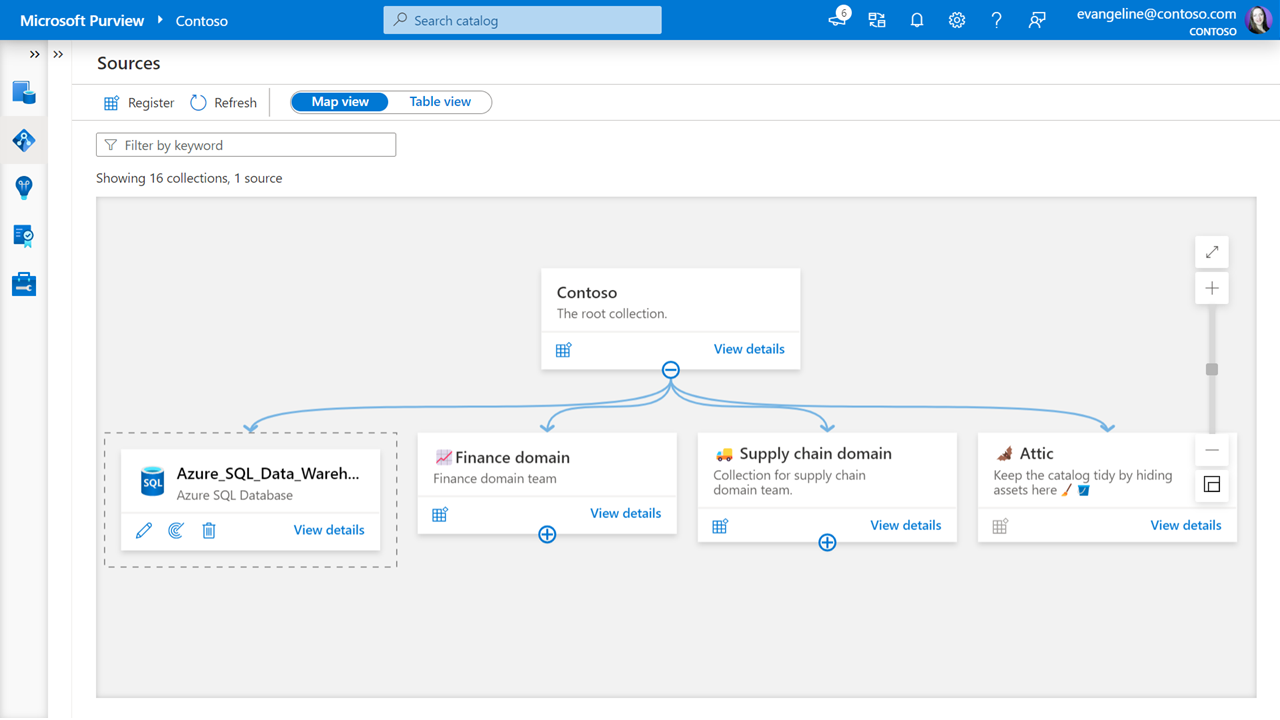 Microsoft Purview Contoso
Search catalog
6
evangeline@contoso.com
CONTOSO
Sources
Register
Refresh
Map view
Table view
Filter by keyword
Showing 16 collections, 1 source
Contoso
The root collection.
View details
SQL
Azure_SQL_Data_Wareh...
Azure SQL Database
View details
Finance domain
Finance domain team
View details
Supply chain domain
Collection for supply chain
domain team.
View details
Attic
Keep the catalog tidy by hiding
assets here
View details